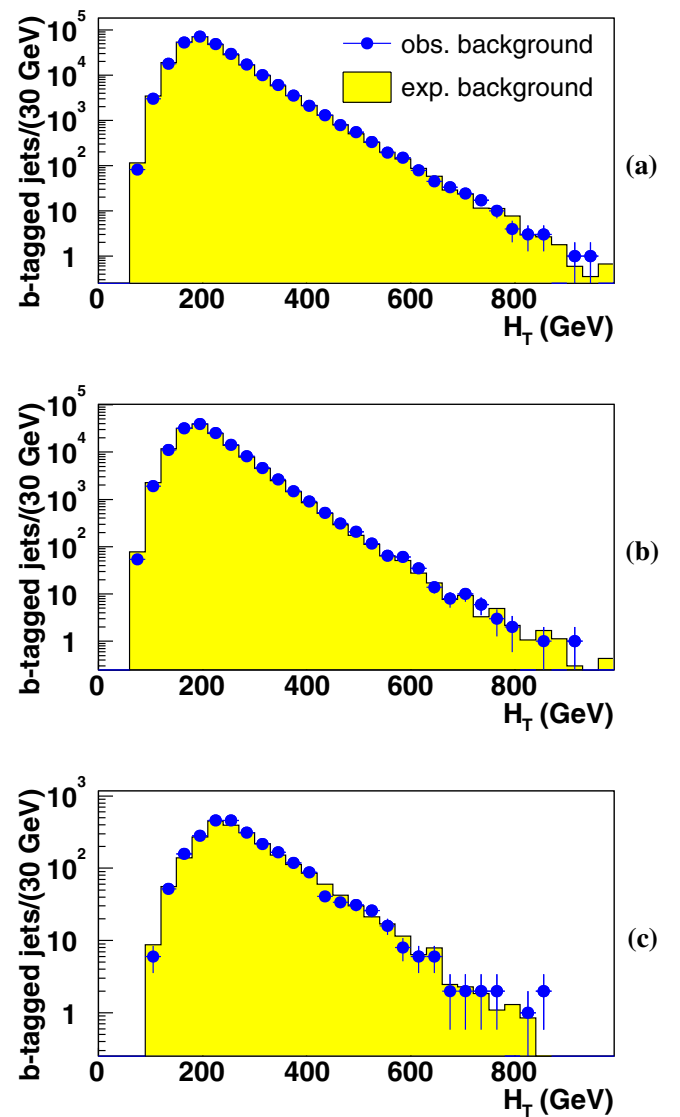 b-tagged jets/(30 GeV)
10^5
10^4
10^3
10^2
10
1
obs. background
exp. background
0
200
400
600
800
H_T (GeV)
(a)
b-tagged jets/(30 GeV)
10^5
10^4
10^3
10^2
10
1
0
200
400
600
800
H_T (GeV)
(b)
b-tagged jets/(30 GeV)
10^3
10^2
10
1
0
200
400
600
800
H_T (GeV)
(c)